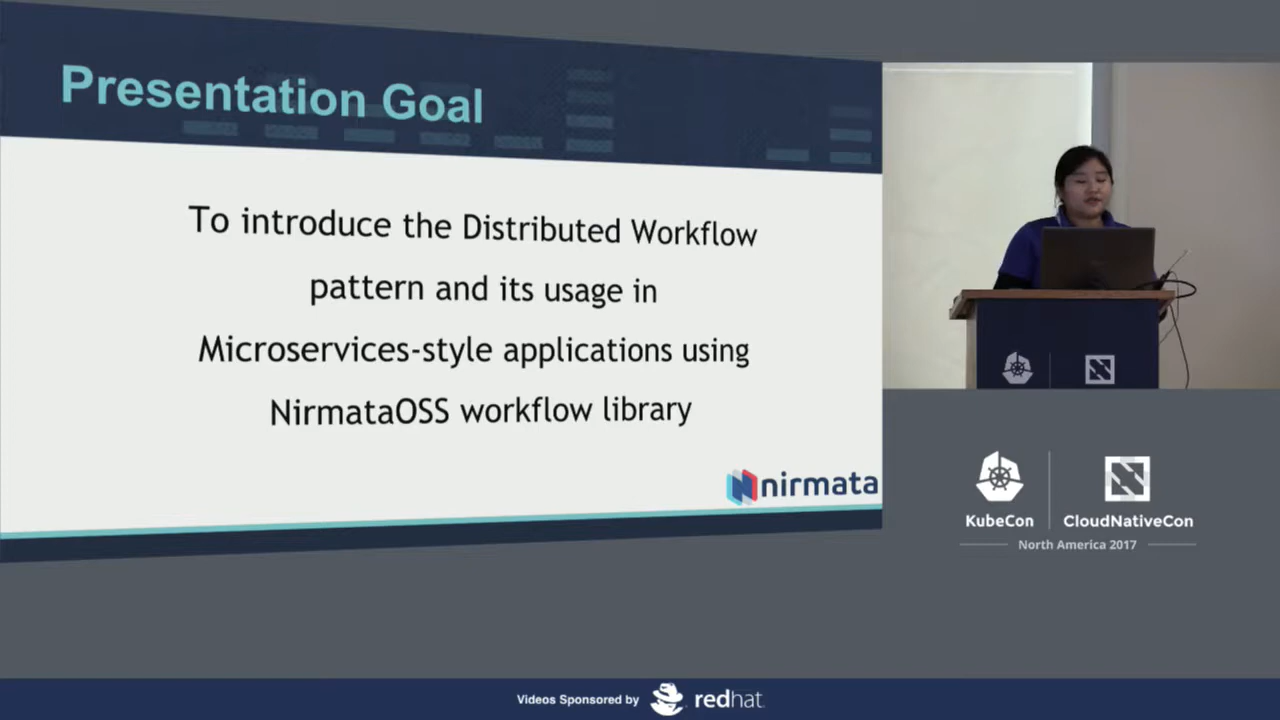 Presentation Goal
To introduce the Distributed Workflow
pattern and its usage in
Microservices-style applications using
NirmataOSS workflow library
nirmata
KubeCon
CloudNativeCon
North America 2017
Videos Sponsored by redhat.